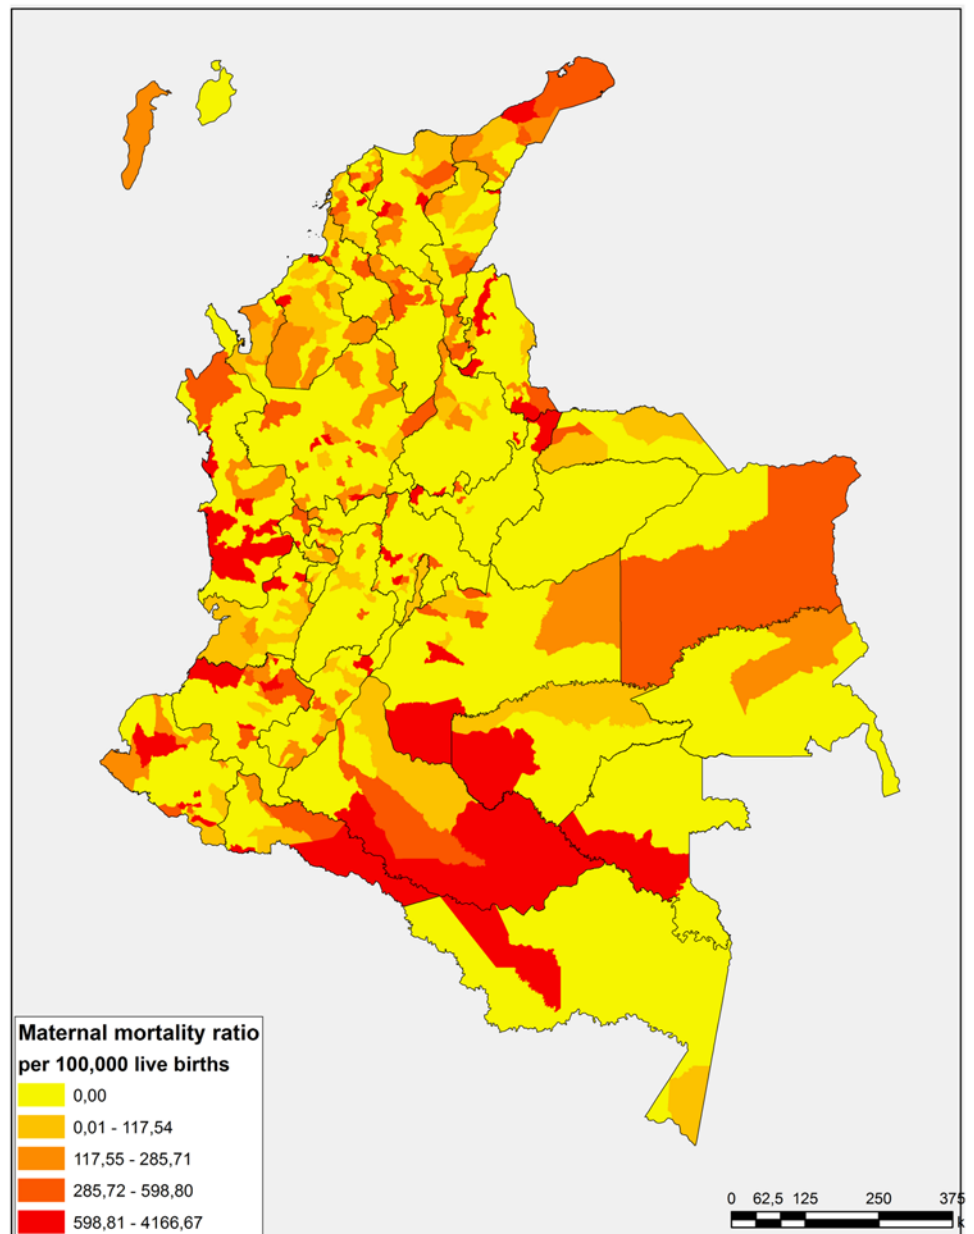 Maternal mortality ratio
per 100,000 live births
0,00
0,01 - 117,54
117,55 - 285,71
285,72 - 598,80
598,81 - 4166,67
0 62,5 125 250 375